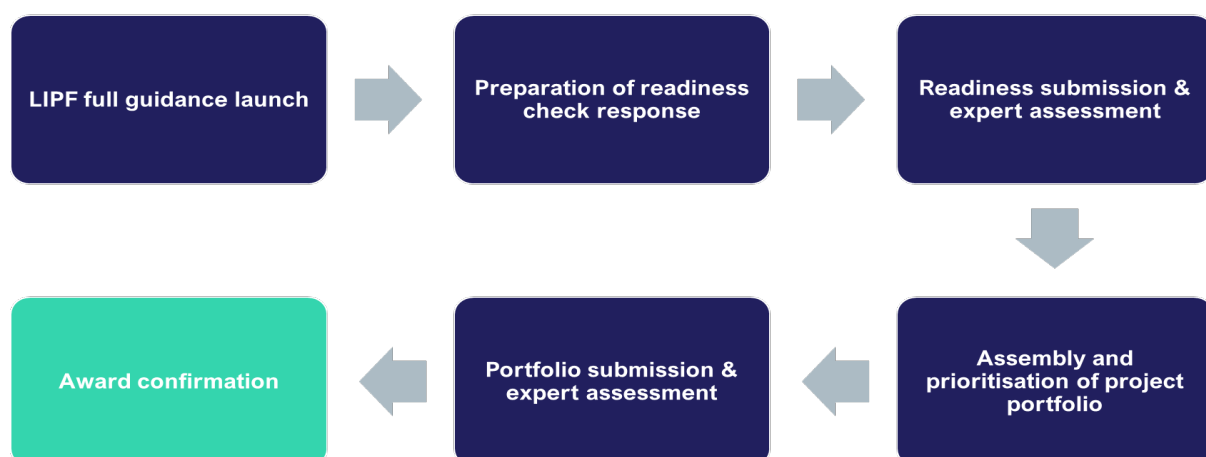 LIPF full guidance launch
Preparation of readiness
check response
Readiness submission &
expert assessment
Assembly and
prioritisation of project
portfolio
Portfolio submission &
expert assessment
Award confirmation